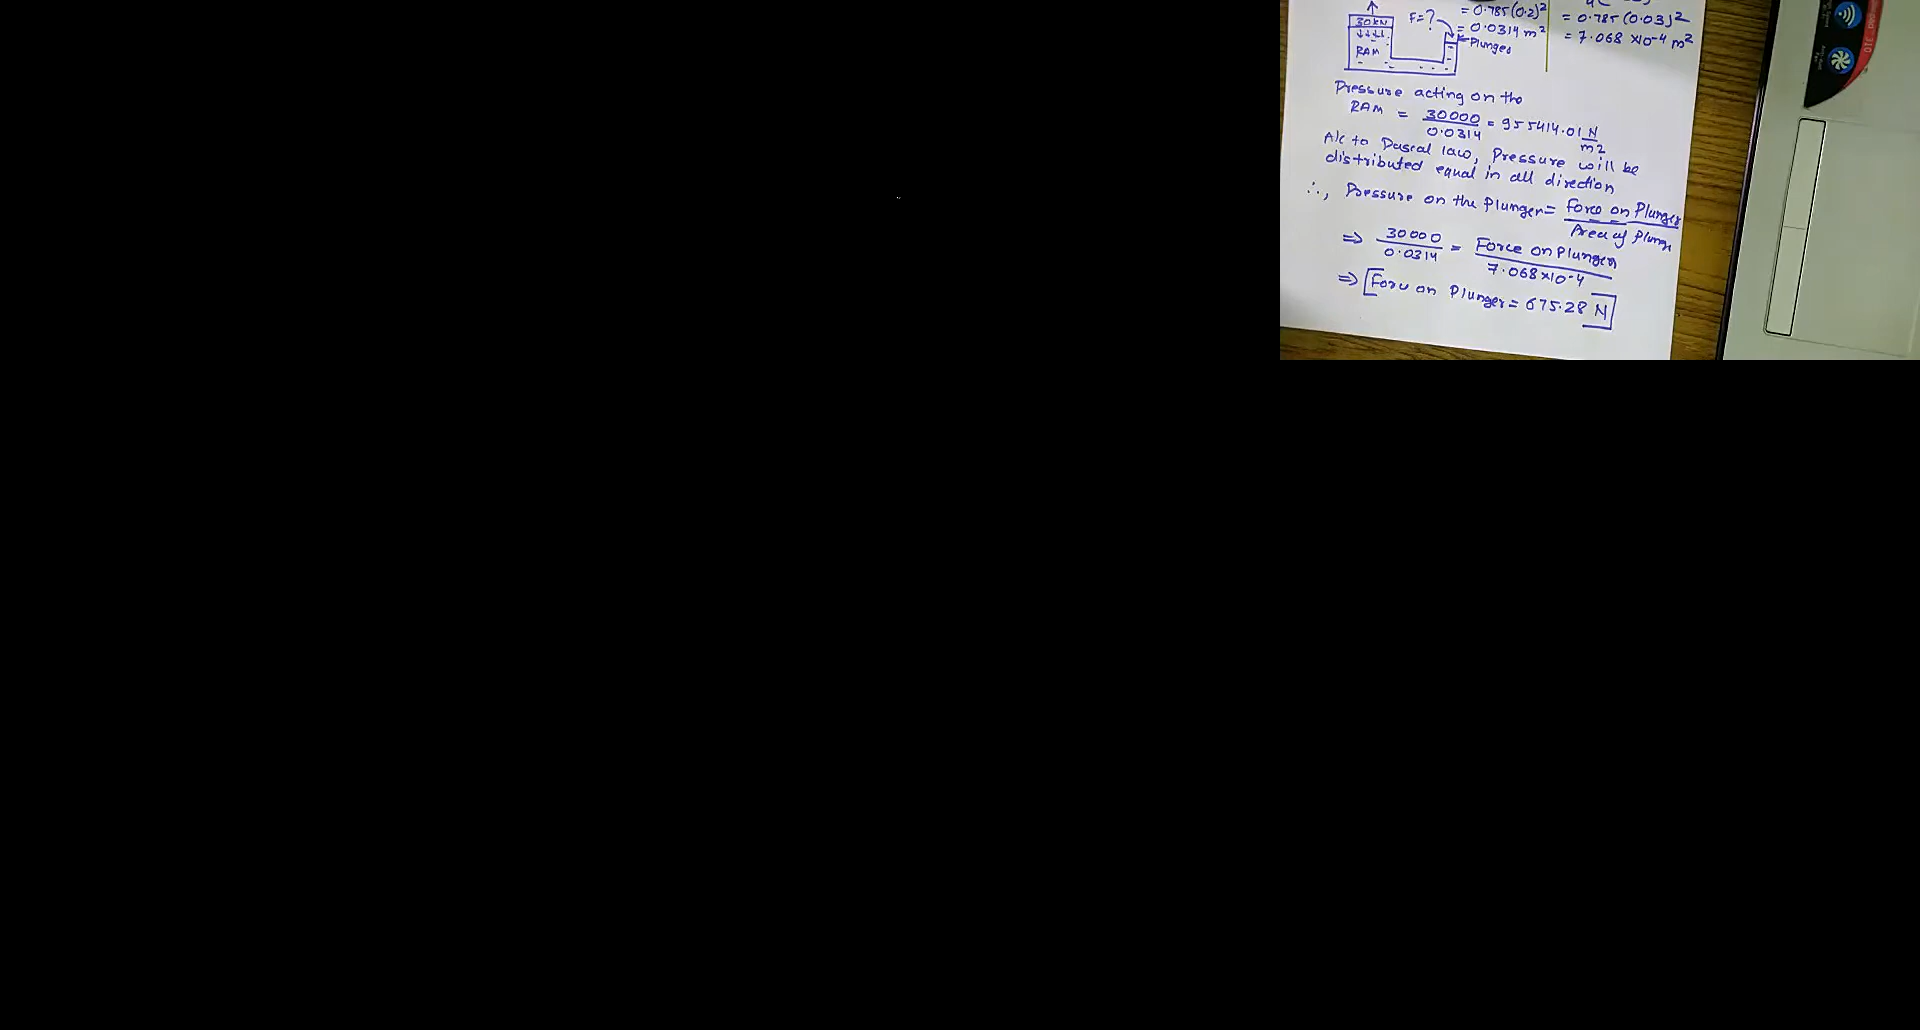 = 0.785(0.2)²
= 0.785 (0.03)²
30KN
F=?
= 0.0314 m²
= 7.068 ×10⁻⁴ m²
Plunger
RAM
Pressure acting on the
RAM = 30000/0.0314 = 955414.01 N/m²
A/c to Pascal law, Pressure will be
distributed equal in all direction
∴, Pressure on the Plunger = Force on Plunger/Area of Plunge
⇒ 30000/0.0314 = Force on Plunger/7.068×10⁻⁴
⇒ [Force on Plunger = 675.28 N]